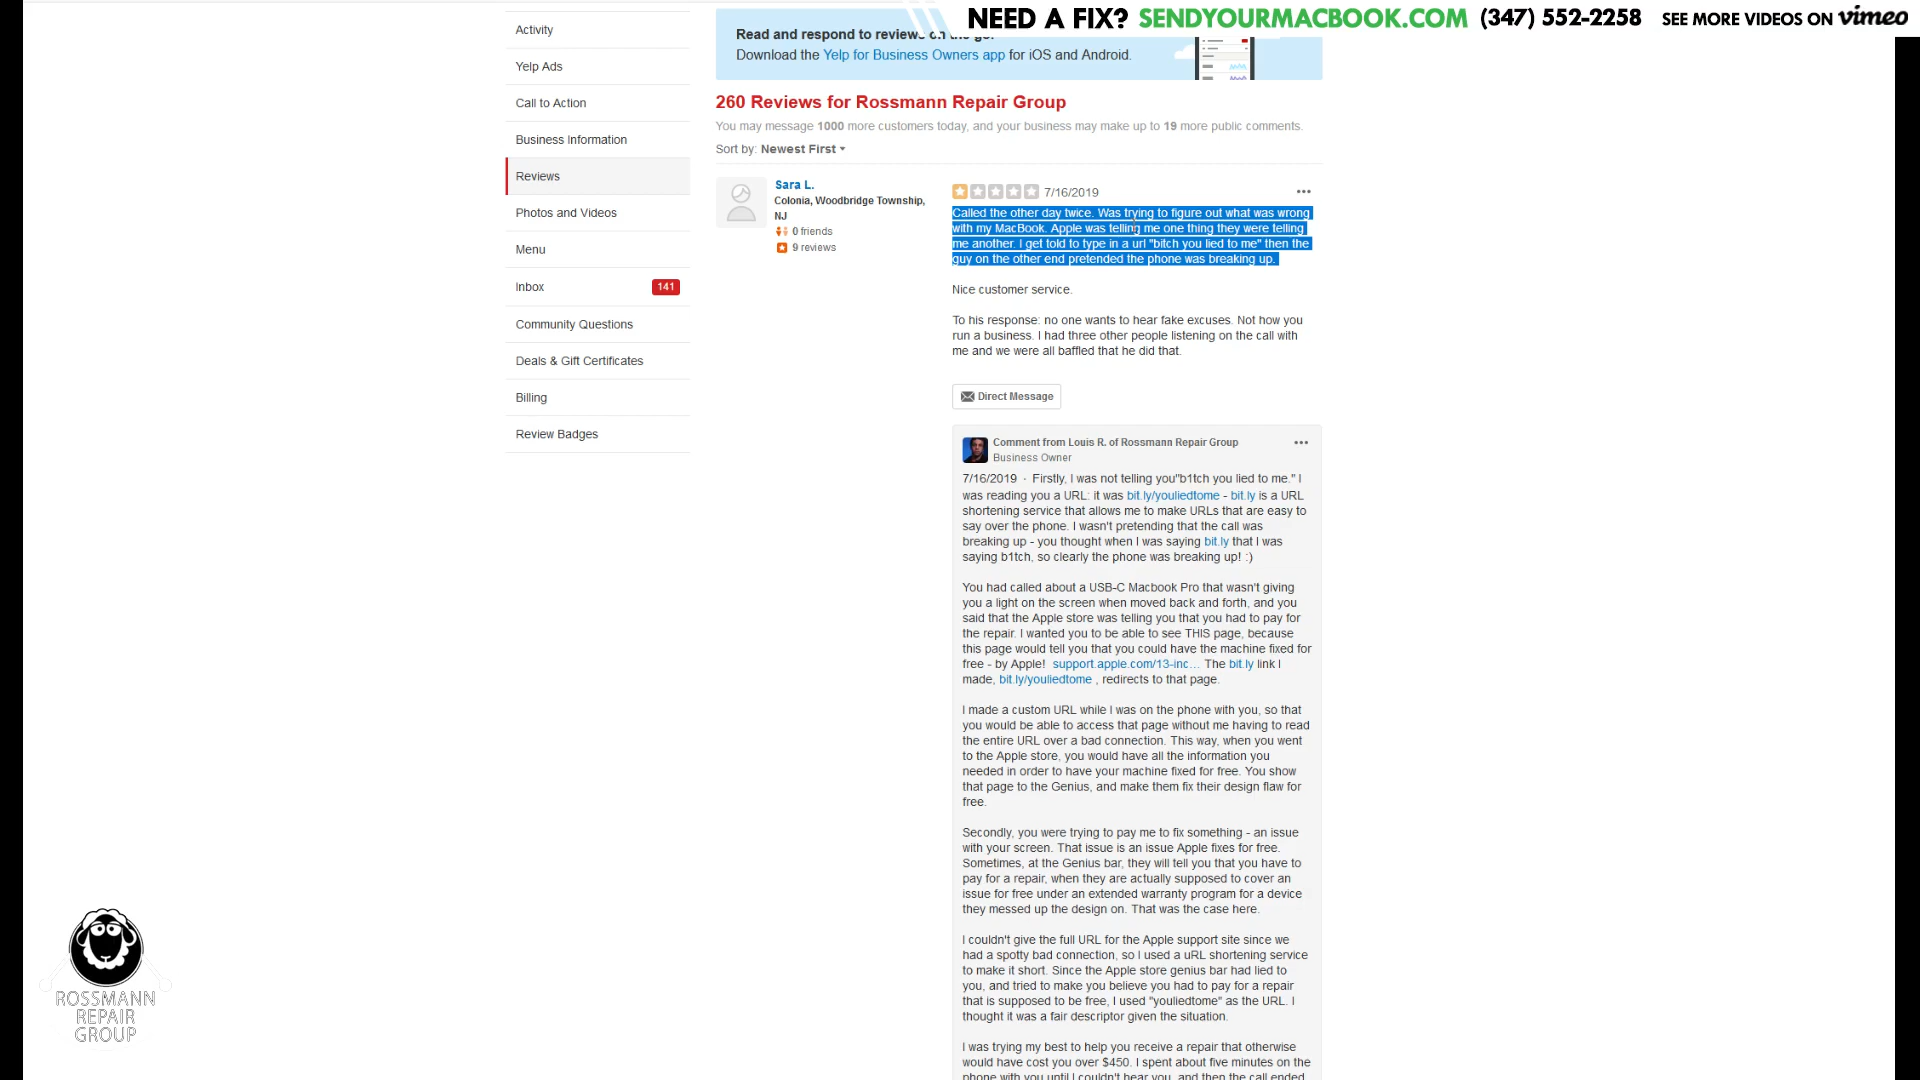 NEED A FIX? SENDYOURMACBOOK.COM (347) 552-2258 SEE MORE VIDEOS ON vimeo
Activity
Yelp Ads
Call to Action
Business Information
Reviews
Photos and Videos
Menu
Inbox 141
Community Questions
Deals & Gift Certificates
Billing
Review Badges
Read and respond to reviews on the go!
Download the Yelp for Business Owners app for iOS and Android.
260 Reviews for Rossmann Repair Group
You may message 1000 more customers today, and your business may make up to 19 more public comments.
Sort by: Newest First
Sara L.
Colonia, Woodbridge Township,
NJ
0 friends
9 reviews
7/16/2019
Called the other day twice. Was trying to figure out what was wrong
with my MacBook. Apple was telling me one thing they were telling
me another. I get told to type in a url "bitch you lied to me" then the
guy on the other end pretended the phone was breaking up.
Nice customer service.
To his response: no one wants to hear fake excuses. Not how you
run a business. I had three other people listening on the call with
me and we were all baffled that he did that.
Direct Message
Comment from Louis R. of Rossmann Repair Group
Business Owner
7/16/2019 · Firstly, I was not telling you"b1tch you lied to me." I
was reading you a URL: it was bit.ly/youliedtome - bit.ly is a URL
shortening service that allows me to make URLs that are easy to
say over the phone. I wasn't pretending that the call was
breaking up - you thought when I was saying bit.ly that I was
saying b1tch, so clearly the phone was breaking up! :)
You had called about a USB-C Macbook Pro that wasn't giving
you a light on the screen when moved back and forth, and you
said that the Apple store was telling you that you had to pay for
the repair. I wanted you to be able to see THIS page, because
this page would tell you that you could have the machine fixed for
free - by Apple! support.apple.com/13-inc... The bit.ly link I
made, bit.ly/youliedtome , redirects to that page.
I made a custom URL while I was on the phone with you, so that
you would be able to access that page without me having to read
the entire URL over a bad connection. This way, when you went
to the Apple store, you would have all the information you
needed in order to have your machine fixed for free. You show
that page to the Genius, and make them fix their design flaw for
free.
Secondly, you were trying to pay me to fix something - an issue
with your screen. That issue is an issue Apple fixes for free.
Sometimes, at the Genius bar, they will tell you that you have to
pay for a repair, when they are actually supposed to cover an
issue for free under an extended warranty program for a device
they messed up the design on. That was the case here.
I couldn't give the full URL for the Apple support site since we
had a spotty bad connection, so I used a uRL shortening service
to make it short. Since the Apple store genius bar had lied to
you, and tried to make you believe you had to pay for a repair
that is supposed to be free, I used "youliedtome" as the URL. I
thought it was a fair descriptor given the situation.
I was trying my best to help you receive a repair that otherwise
would have cost you over $450. I spent about five minutes on the
phone with you until I couldn't hear you, and then the call ended
ROSSMANN
REPAIR
GROUP